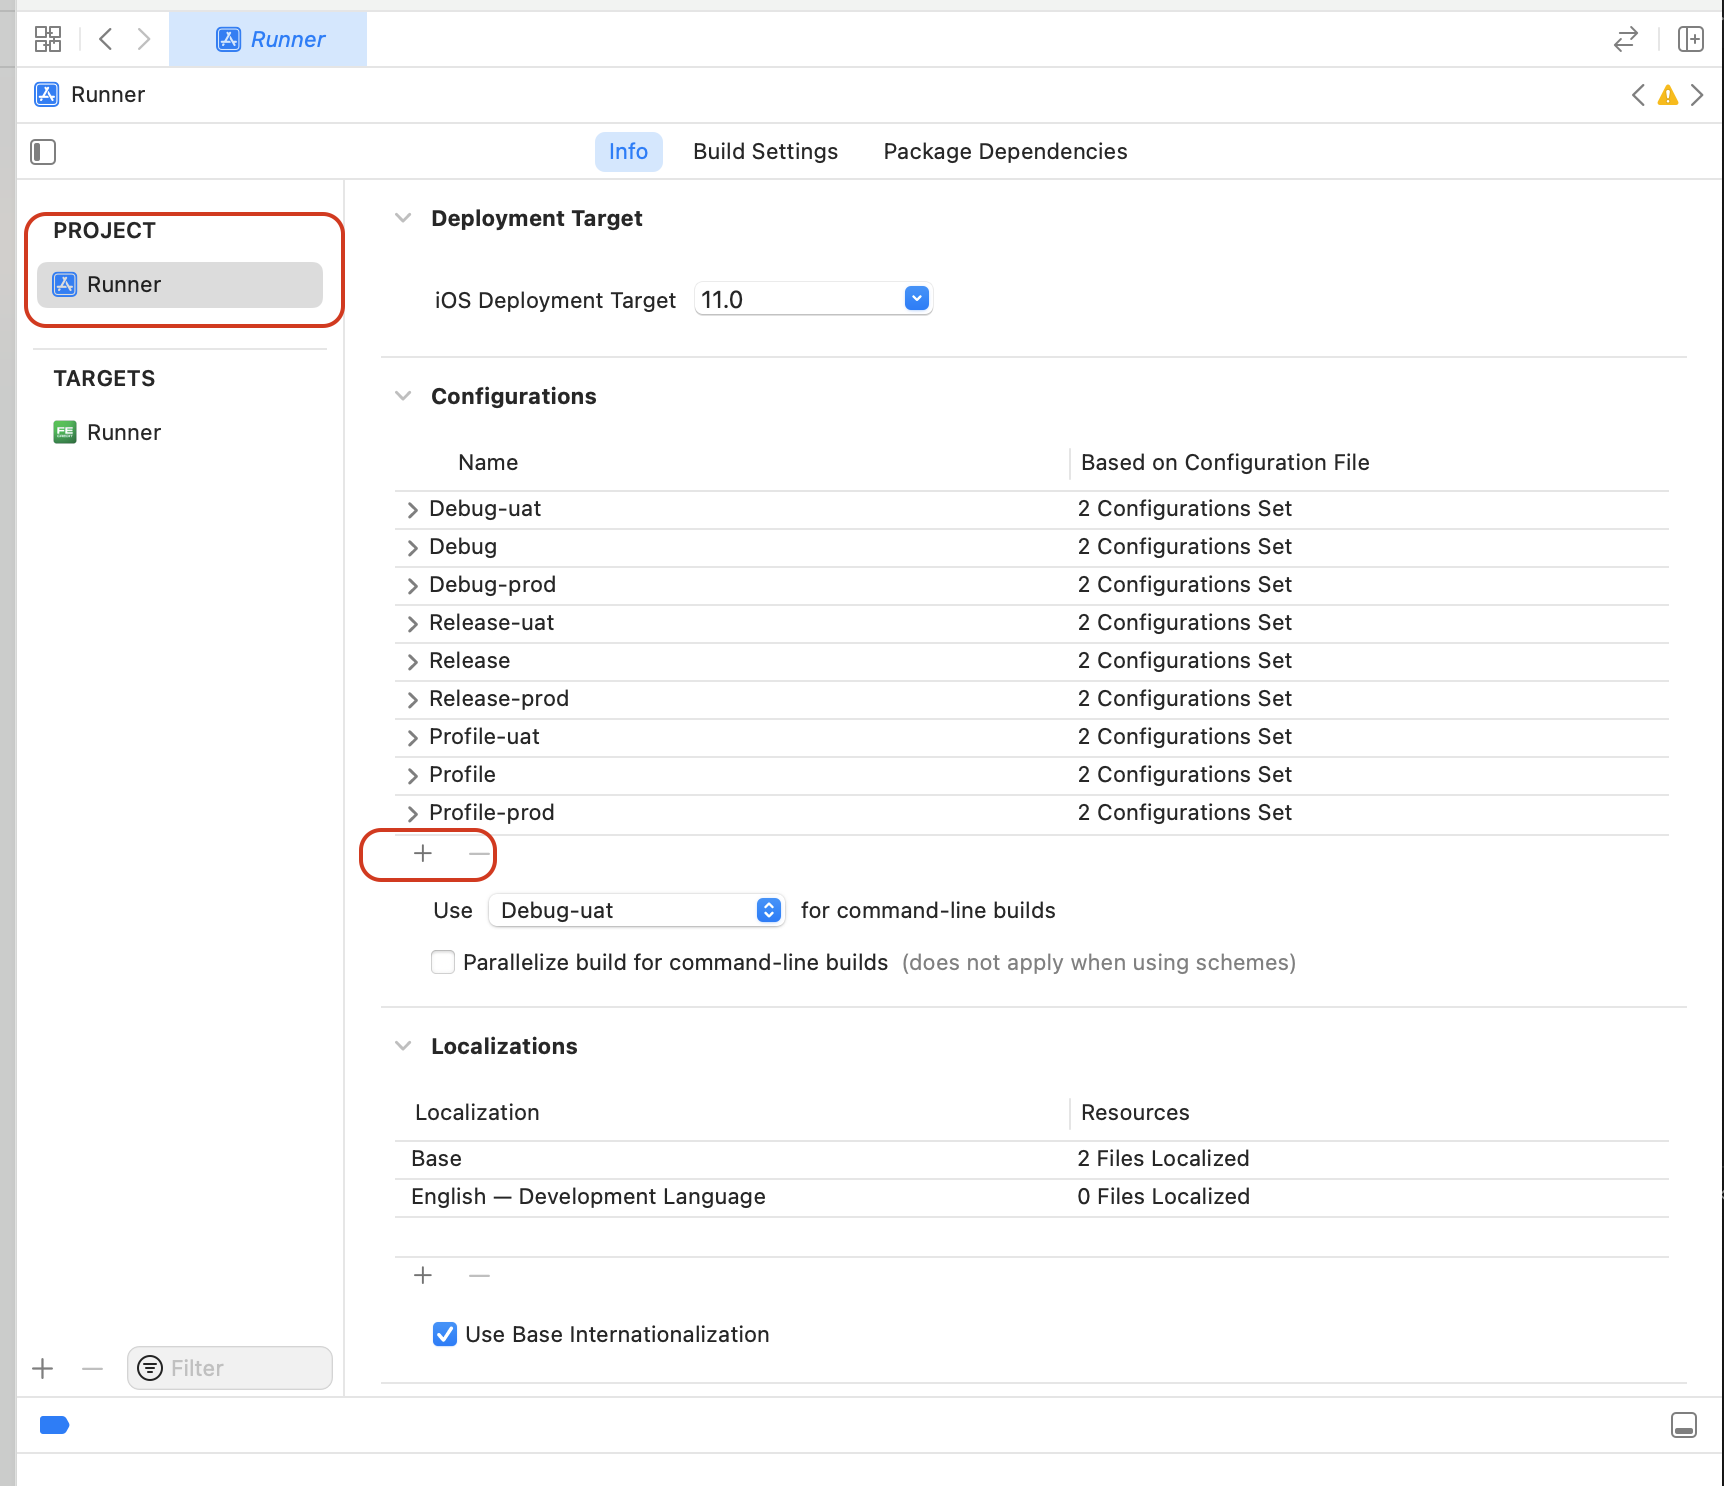 Runner
Runner
Info Build Settings Package Dependencies
PROJECT
Runner
TARGETS
FE Runner
Deployment Target
iOS Deployment Target 11.0
Configurations
Name Based on Configuration File
Debug-uat 2 Configurations Set
Debug 2 Configurations Set
Debug-prod 2 Configurations Set
Release-uat 2 Configurations Set
Release 2 Configurations Set
Release-prod 2 Configurations Set
Profile-uat 2 Configurations Set
Profile 2 Configurations Set
Profile-prod 2 Configurations Set
Use Debug-uat for command-line builds
Parallelize build for command-line builds (does not apply when using schemes)
Localizations
Localization Resources
Base 2 Files Localized
English — Development Language 0 Files Localized
Use Base Internationalization
Filter